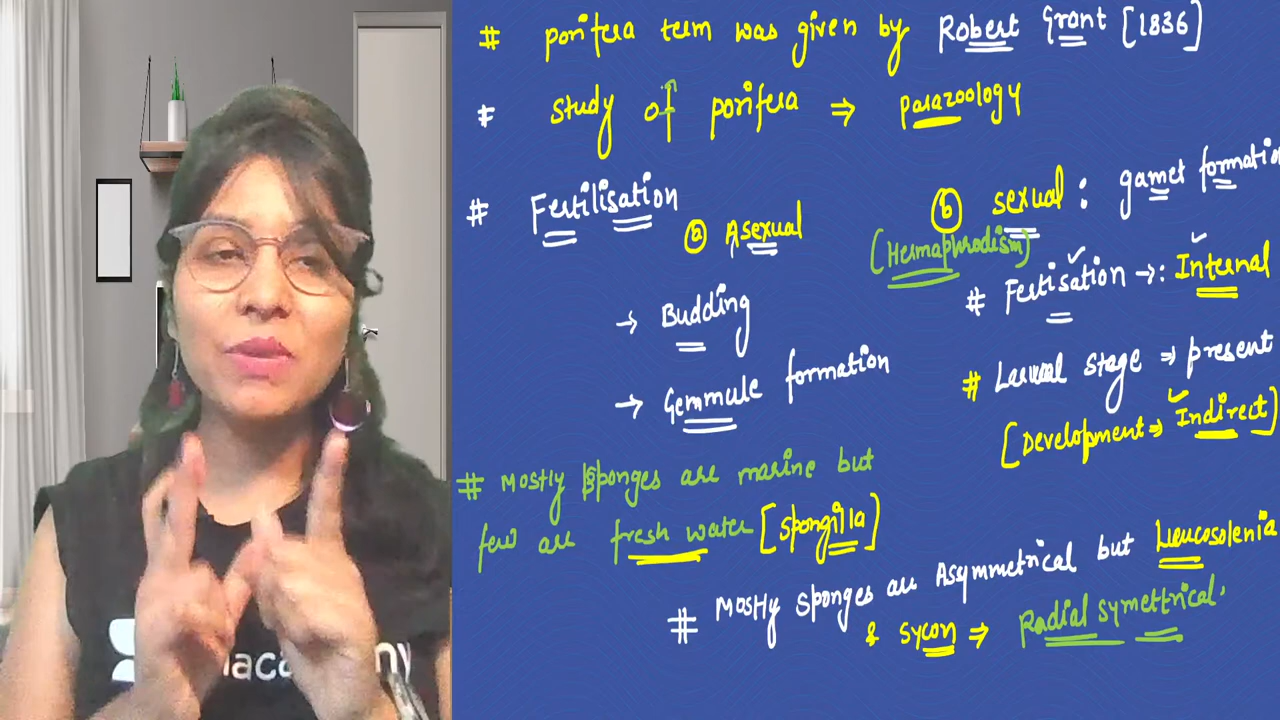 # porifera term was given by Robert Grant [1836]
# study of porifera ⇒ parazoology
# Fertilisation
ⓐ Asexual
→ Budding
→ Gemmule formation
ⓑ sexual : gamet formation
(Hermaphrodism)
# Fertisation →: Internal
# Larval stage ⇒ present
[Development ⇒ Indirect]
# Mostly sponges are marine but
few are fresh water [spongilla]
# Mostly sponges are Asymmetrical but Leucosolenia
& sycon ⇒ Radial symettrical.